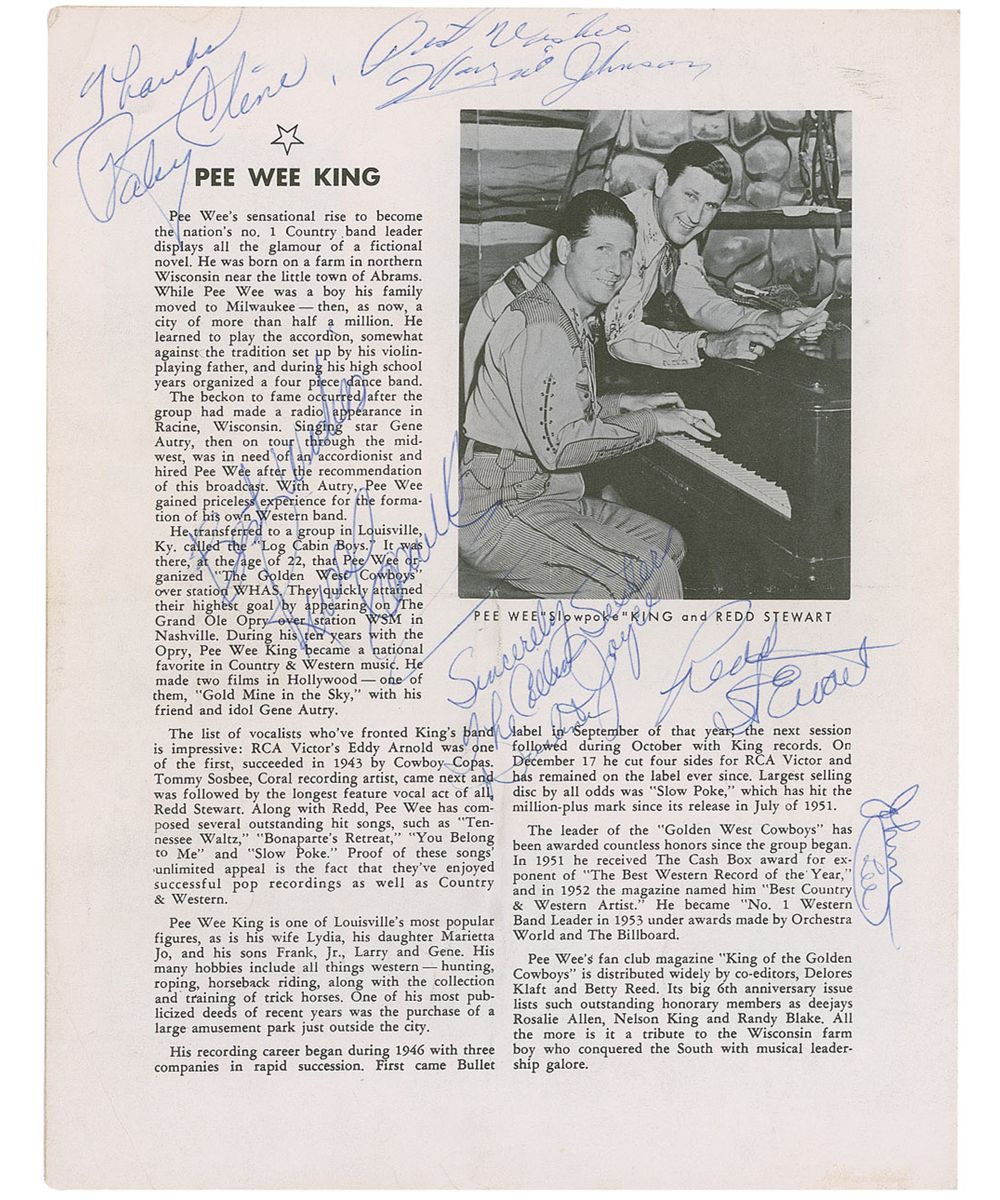 Thanks
Patsy Cline
Best Wishes
Margie Johnson
PEE WEE KING
Pee Wee's sensational rise to become
the nation's no. 1 Country band leader
displays all the glamour of a fictional
novel. He was born on a farm in northern
Wisconsin near the little town of Abrams.
While Pee Wee was a boy his family
moved to Milwaukee — then, as now, a
city of more than half a million. He
learned to play the accordion, somewhat
against the tradition set up by his violin-
playing father, and during his high school
years organized a four piece dance band.
The beckon to fame occurred after the
group had made a radio appearance in
Racine, Wisconsin. Singing star Gene
Autry, then on tour through the mid-
west, was in need of an accordionist and
hired Pee Wee after the recommendation
of this broadcast. With Autry, Pee Wee
gained priceless experience for the forma-
tion of his own Western band.
He transferred to a group in Louisville,
Ky. called the "Log Cabin Boys." It was
there, at the age of 22, that Pee Wee or-
ganized "The Golden West Cowboys"
over station WHAS. They quickly attained
their highest goal by appearing on The
Grand Ole Opry over station WSM in
Nashville. During his ten years with the
Opry, Pee Wee King became a national
favorite in Country & Western music. He
made two films in Hollywood — one of
them, "Gold Mine in the Sky," with his
friend and idol Gene Autry.
Best Wishes
PEE WEE "Slowpoke" KING and REDD STEWART
Sincerely
The Collins Sisters
Joyce
Redd
Stewart
The list of vocalists who've fronted King's band
is impressive: RCA Victor's Eddy Arnold was one
of the first, succeeded in 1943 by Cowboy Copas.
Tommy Sosbee, Coral recording artist, came next and
was followed by the longest feature vocal act of all,
Redd Stewart. Along with Redd, Pee Wee has com-
posed several outstanding hit songs, such as "Ten-
nessee Waltz," "Bonaparte's Retreat," "You Belong
to Me" and "Slow Poke." Proof of these songs'
unlimited appeal is the fact that they've enjoyed
successful pop recordings as well as Country
& Western.
Pee Wee King is one of Louisville's most popular
figures, as is his wife Lydia, his daughter Marietta
Jo, and his sons Frank, Jr., Larry and Gene. His
many hobbies include all things western — hunting,
roping, horseback riding, along with the collection
and training of trick horses. One of his most pub-
licized deeds of recent years was the purchase of a
large amusement park just outside the city.
His recording career began during 1946 with three
companies in rapid succession. First came Bullet
label in September of that year; the next session
followed during October with King records. On
December 17 he cut four sides for RCA Victor and
has remained on the label ever since. Largest selling
disc by all odds was "Slow Poke," which has hit the
million-plus mark since its release in July of 1951.
The leader of the "Golden West Cowboys" has
been awarded countless honors since the group began.
In 1951 he received The Cash Box award for ex-
ponent of "The Best Western Record of the Year,"
and in 1952 the magazine named him "Best Country
& Western Artist." He became "No. 1 Western
Band Leader in 1953 under awards made by Orchestra
World and The Billboard.
Pee Wee's fan club magazine "King of the Golden
Cowboys" is distributed widely by co-editors, Delores
Klaft and Betty Reed. Its big 6th anniversary issue
lists such outstanding honorary members as deejays
Rosalie Allen, Nelson King and Randy Blake. All
the more is it a tribute to the Wisconsin farm
boy who conquered the South with musical leader-
ship galore.